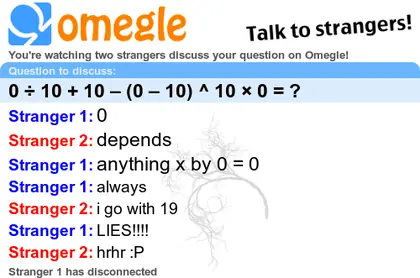 omegle
Talk to strangers!
You're watching two strangers discuss your question on Omegle!
Question to discuss:
0 ÷ 10 + 10 – (0 – 10) ^ 10 × 0 = ?
Stranger 1: 0
Stranger 2: depends
Stranger 1: anything x by 0 = 0
Stranger 1: always
Stranger 2: i go with 19
Stranger 1: LIES!!!!
Stranger 2: hrhr :P
Stranger 1 has disconnected